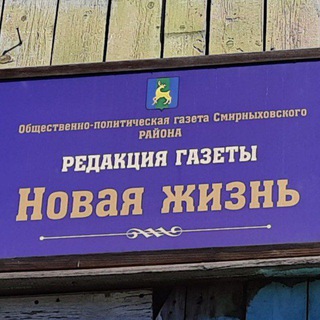 Общественно-политическая газета Смирныховского
РАЙОНА
РЕДАКЦИЯ ГАЗЕТЫ
Новая жизнь